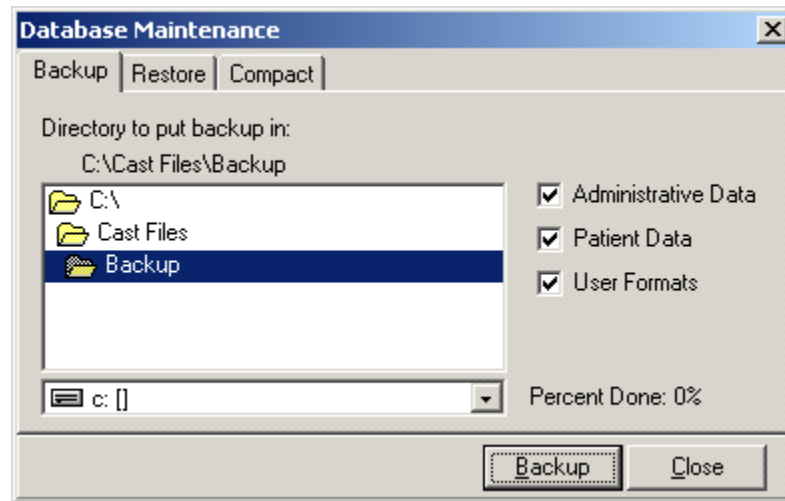 Database Maintenance
Backup Restore Compact
Directory to put backup in:
C:\Cast Files\Backup
C:\
Cast Files
Backup
Administrative Data
Patient Data
User Formats
c: []
Percent Done: 0%
Backup Close